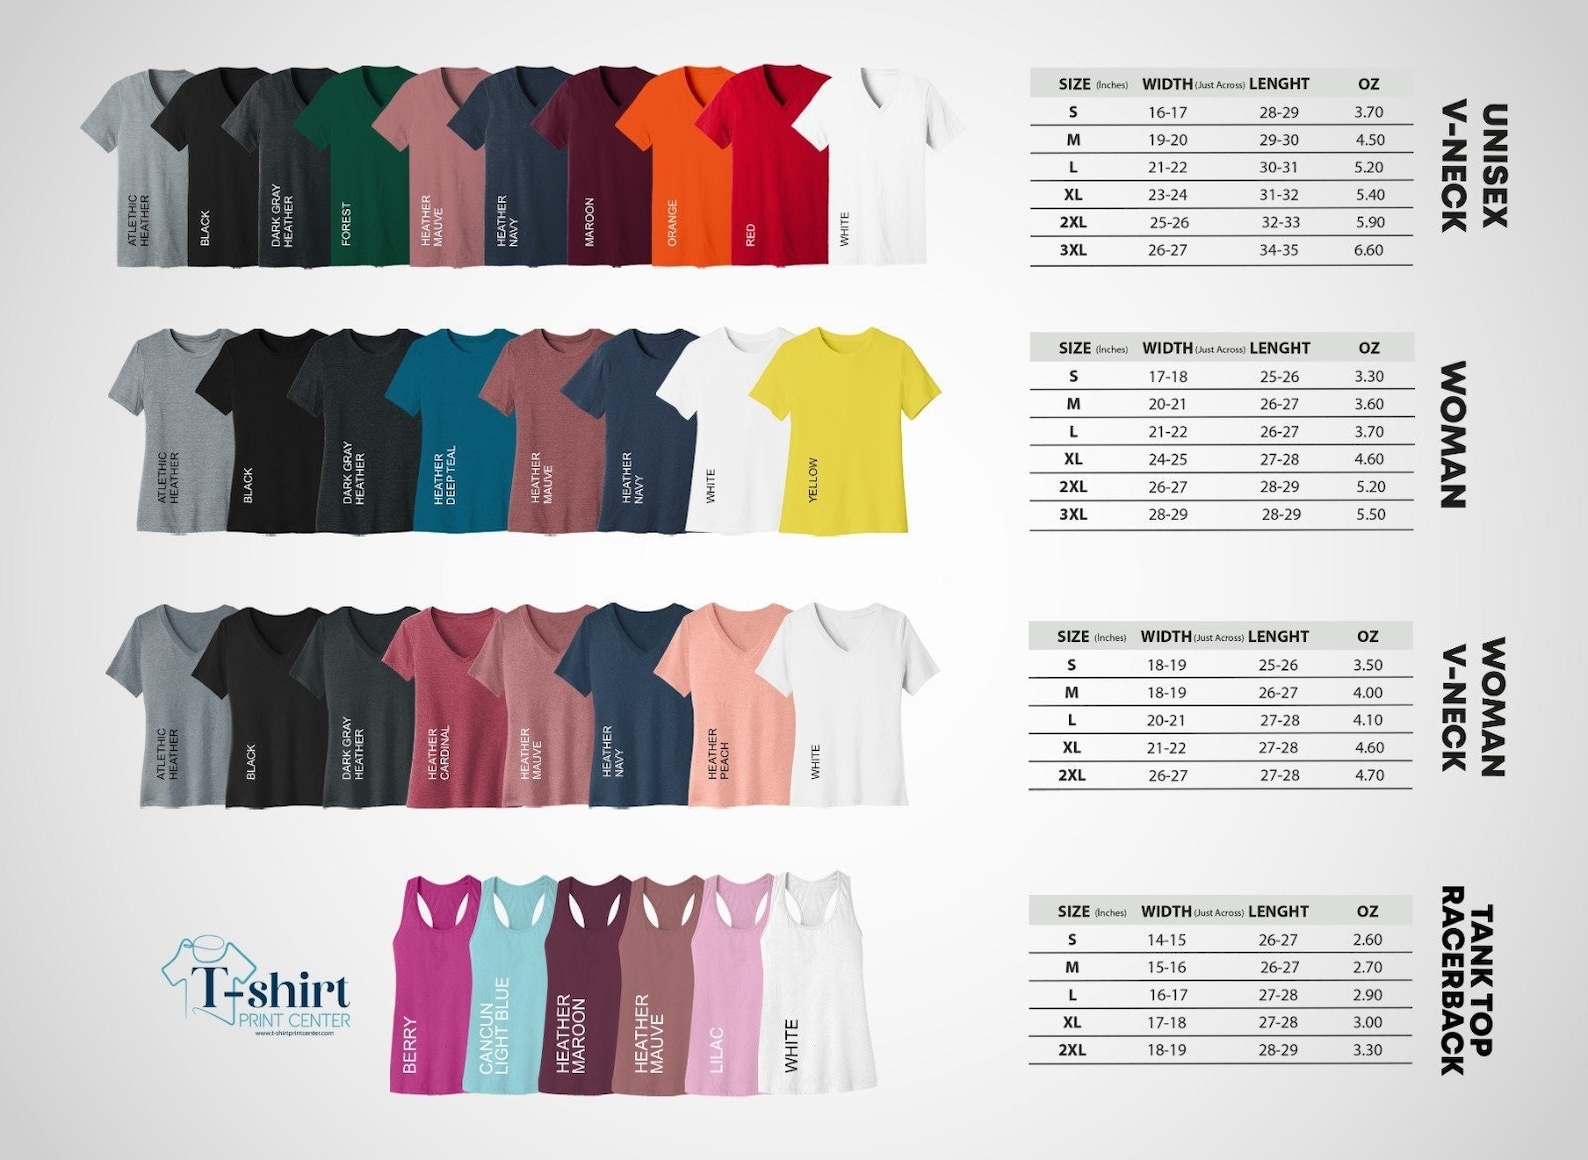 ATLETHIC
HEATHER
BLACK
DARK GRAY
HEATHER
FOREST
HEATHER
MAUVE
HEATHER
NAVY
MAROON
ORANGE
RED
WHITE
SIZE (Inches) WIDTH (Just Across) LENGHT OZ
S 16-17 28-29 3.70
M 19-20 29-30 4.50
L 21-22 30-31 5.20
XL 23-24 31-32 5.40
2XL 25-26 32-33 5.90
3XL 26-27 34-35 6.60
UNISEX
V-NECK
ATLETHIC
HEATHER
BLACK
DARK GRAY
HEATHER
HEATHER
DEEP TEAL
HEATHER
MAUVE
HEATHER
NAVY
WHITE
YELLOW
SIZE (Inches) WIDTH (Just Across) LENGHT OZ
S 17-18 25-26 3.30
M 20-21 26-27 3.60
L 21-22 26-27 3.70
XL 24-25 27-28 4.60
2XL 26-27 28-29 5.20
3XL 28-29 28-29 5.50
WOMAN
ATLETHIC
HEATHER
BLACK
DARK GRAY
HEATHER
HEATHER
CARDINAL
HEATHER
MAUVE
HEATHER
NAVY
HEATHER
PEACH
WHITE
SIZE (Inches) WIDTH (Just Across) LENGHT OZ
S 18-19 25-26 3.50
M 18-19 26-27 4.00
L 20-21 27-28 4.10
XL 21-22 27-28 4.60
2XL 26-27 27-28 4.70
WOMAN
V-NECK
T-shirt
PRINT CENTER
www.t-shirtprintcenter.com
BERRY
CANCUN
LIGHT BLUE
HEATHER
MAROON
HEATHER
MAUVE
LILAC
WHITE
SIZE (Inches) WIDTH (Just Across) LENGHT OZ
S 14-15 26-27 2.60
M 15-16 26-27 2.70
L 16-17 27-28 2.90
XL 17-18 27-28 3.00
2XL 18-19 28-29 3.30
TANK TOP
RACERBACK